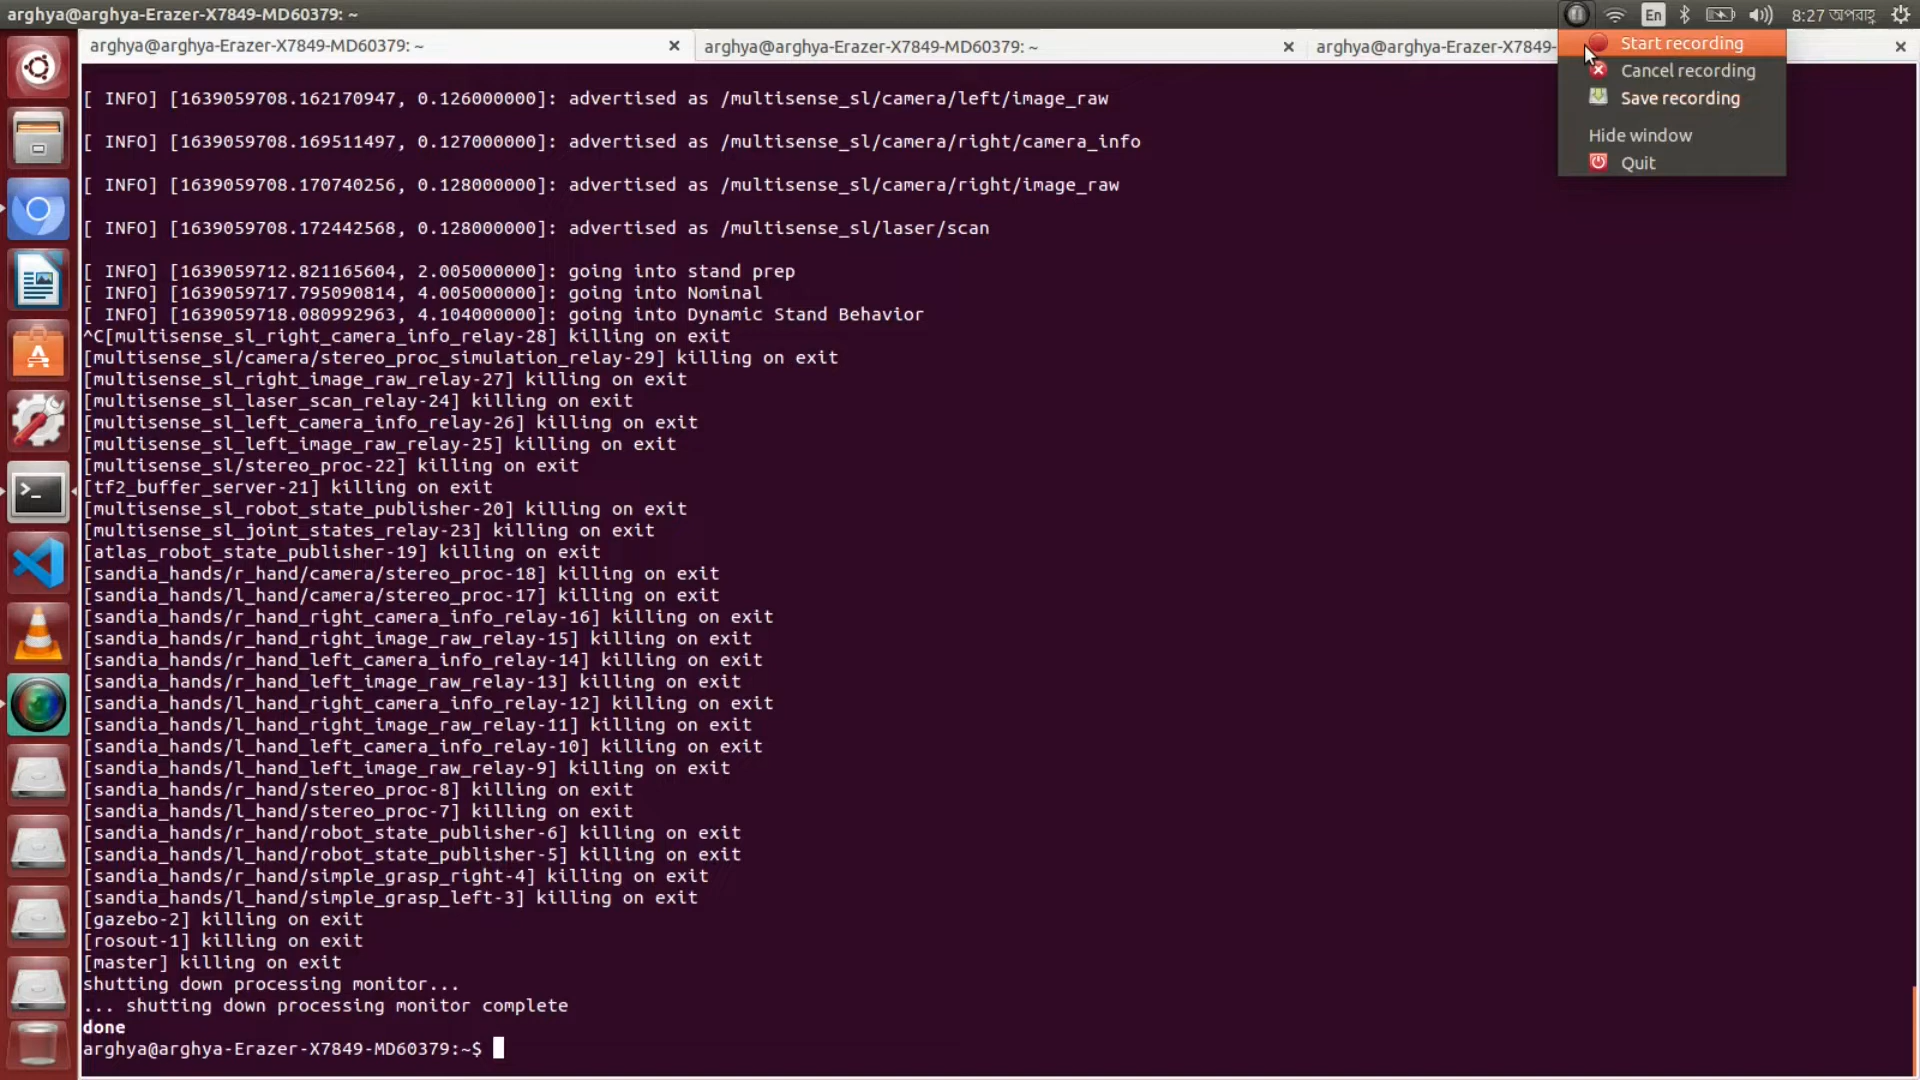 arghya@arghya-Erazer-X7849-MD60379: ~
En
8:27 অপরাহ্ণ
arghya@arghya-Erazer-X7849-MD60379: ~
arghya@arghya-Erazer-X7849-MD60379: ~
arghya@arghya-Erazer-X7849-
Start recording
Cancel recording
Save recording
Hide window
Quit
[ INFO] [1639059708.162170947, 0.126000000]: advertised as /multisense_sl/camera/left/image_raw
[ INFO] [1639059708.169511497, 0.127000000]: advertised as /multisense_sl/camera/right/camera_info
[ INFO] [1639059708.170740256, 0.128000000]: advertised as /multisense_sl/camera/right/image_raw
[ INFO] [1639059708.172442568, 0.128000000]: advertised as /multisense_sl/laser/scan
[ INFO] [1639059712.821165604, 2.005000000]: going into stand prep
[ INFO] [1639059717.795090814, 4.005000000]: going into Nominal
[ INFO] [1639059718.080992963, 4.104000000]: going into Dynamic Stand Behavior
^C[multisense_sl_right_camera_info_relay-28] killing on exit
[multisense_sl/camera/stereo_proc_simulation_relay-29] killing on exit
[multisense_sl_right_image_raw_relay-27] killing on exit
[multisense_sl_laser_scan_relay-24] killing on exit
[multisense_sl_left_camera_info_relay-26] killing on exit
[multisense_sl_left_image_raw_relay-25] killing on exit
[multisense_sl/stereo_proc-22] killing on exit
[tf2_buffer_server-21] killing on exit
[multisense_sl_robot_state_publisher-20] killing on exit
[multisense_sl_joint_states_relay-23] killing on exit
[atlas_robot_state_publisher-19] killing on exit
[sandia_hands/r_hand/camera/stereo_proc-18] killing on exit
[sandia_hands/l_hand/camera/stereo_proc-17] killing on exit
[sandia_hands/r_hand_right_camera_info_relay-16] killing on exit
[sandia_hands/r_hand_right_image_raw_relay-15] killing on exit
[sandia_hands/r_hand_left_camera_info_relay-14] killing on exit
[sandia_hands/r_hand_left_image_raw_relay-13] killing on exit
[sandia_hands/l_hand_right_camera_info_relay-12] killing on exit
[sandia_hands/l_hand_right_image_raw_relay-11] killing on exit
[sandia_hands/l_hand_left_camera_info_relay-10] killing on exit
[sandia_hands/l_hand_left_image_raw_relay-9] killing on exit
[sandia_hands/r_hand/stereo_proc-8] killing on exit
[sandia_hands/l_hand/stereo_proc-7] killing on exit
[sandia_hands/r_hand/robot_state_publisher-6] killing on exit
[sandia_hands/l_hand/robot_state_publisher-5] killing on exit
[sandia_hands/r_hand/simple_grasp_right-4] killing on exit
[sandia_hands/l_hand/simple_grasp_left-3] killing on exit
[gazebo-2] killing on exit
[rosout-1] killing on exit
[master] killing on exit
shutting down processing monitor...
... shutting down processing monitor complete
done
arghya@arghya-Erazer-X7849-MD60379:~$